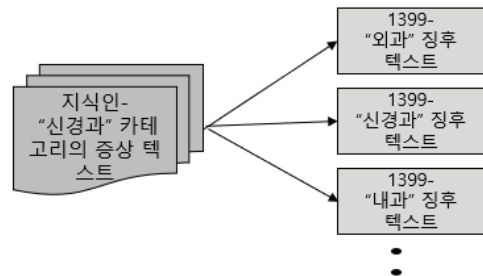 지식인-
“신경과” 카테
고리의 증상 텍
스트
1399-
“외과” 징후
텍스트
1399-
“신경과” 징후
텍스트
1399-
“내과” 징후
텍스트